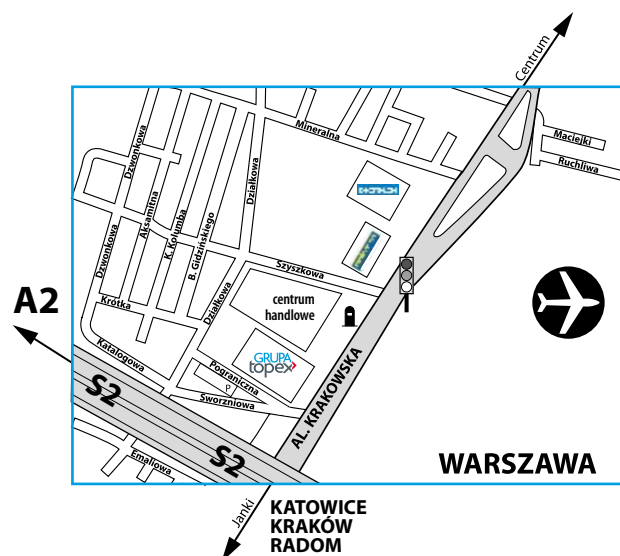 Centrum
Mineralna
Maciejki
Ruchliwa
Dzwonkowa
Aksamitna
Działkowa
K. Kolumba
B. Gidzińskiego
Dzwonkowa
Szyszkowa
A2
Krótka
Działkowa
centrum
handlowe
Katalogowa
GRUPA
topex
Pograniczna
Sworzniowa
AL. KRAKOWSKA
S2
S2
Emaliowa
WARSZAWA
Janki
KATOWICE
KRAKÓW
RADOM